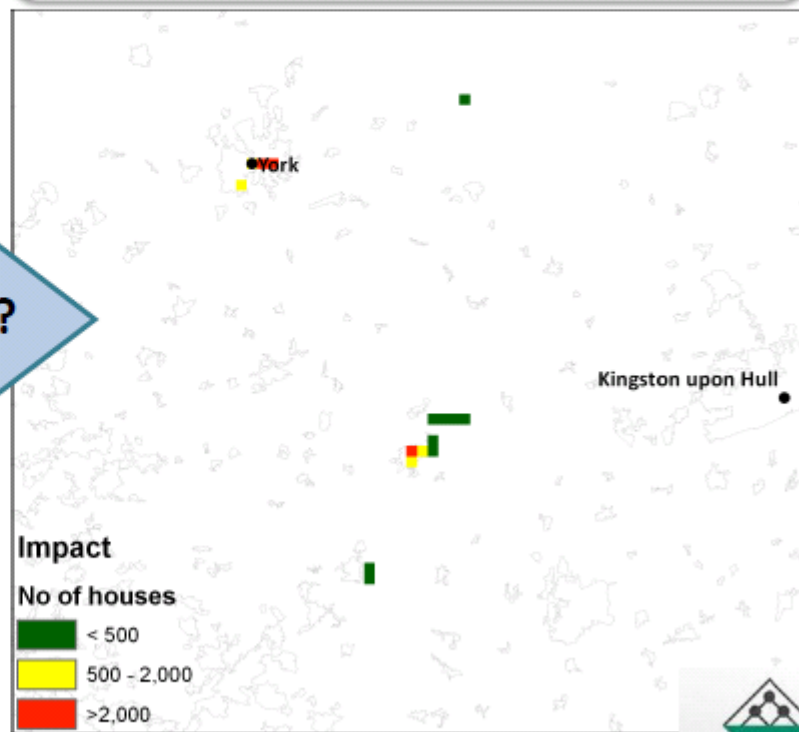 York
?
Kingston upon Hull
Impact
No of houses
< 500
500 - 2,000
>2,000